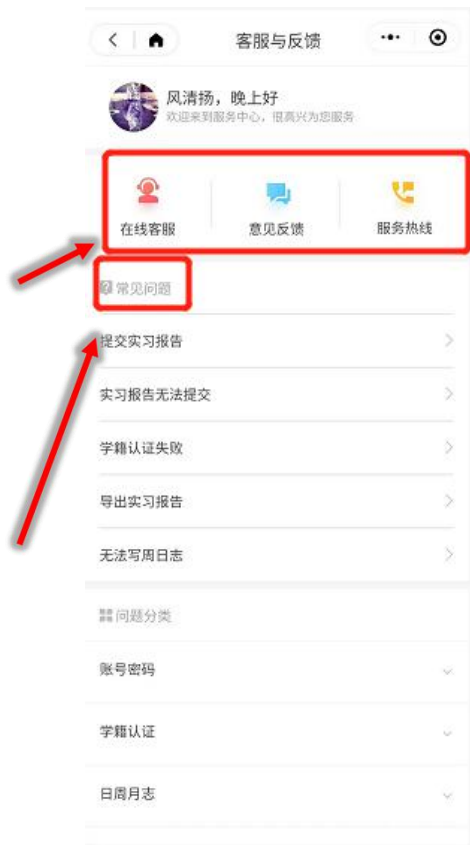 客服与反馈
风清扬，晚上好
欢迎来到服务中心，很高兴为您服务
在线客服
意见反馈
服务热线
常见问题
提交实习报告
实习报告无法提交
学籍认证失败
导出实习报告
无法写周日志
问题分类
账号密码
学籍认证
日周月志